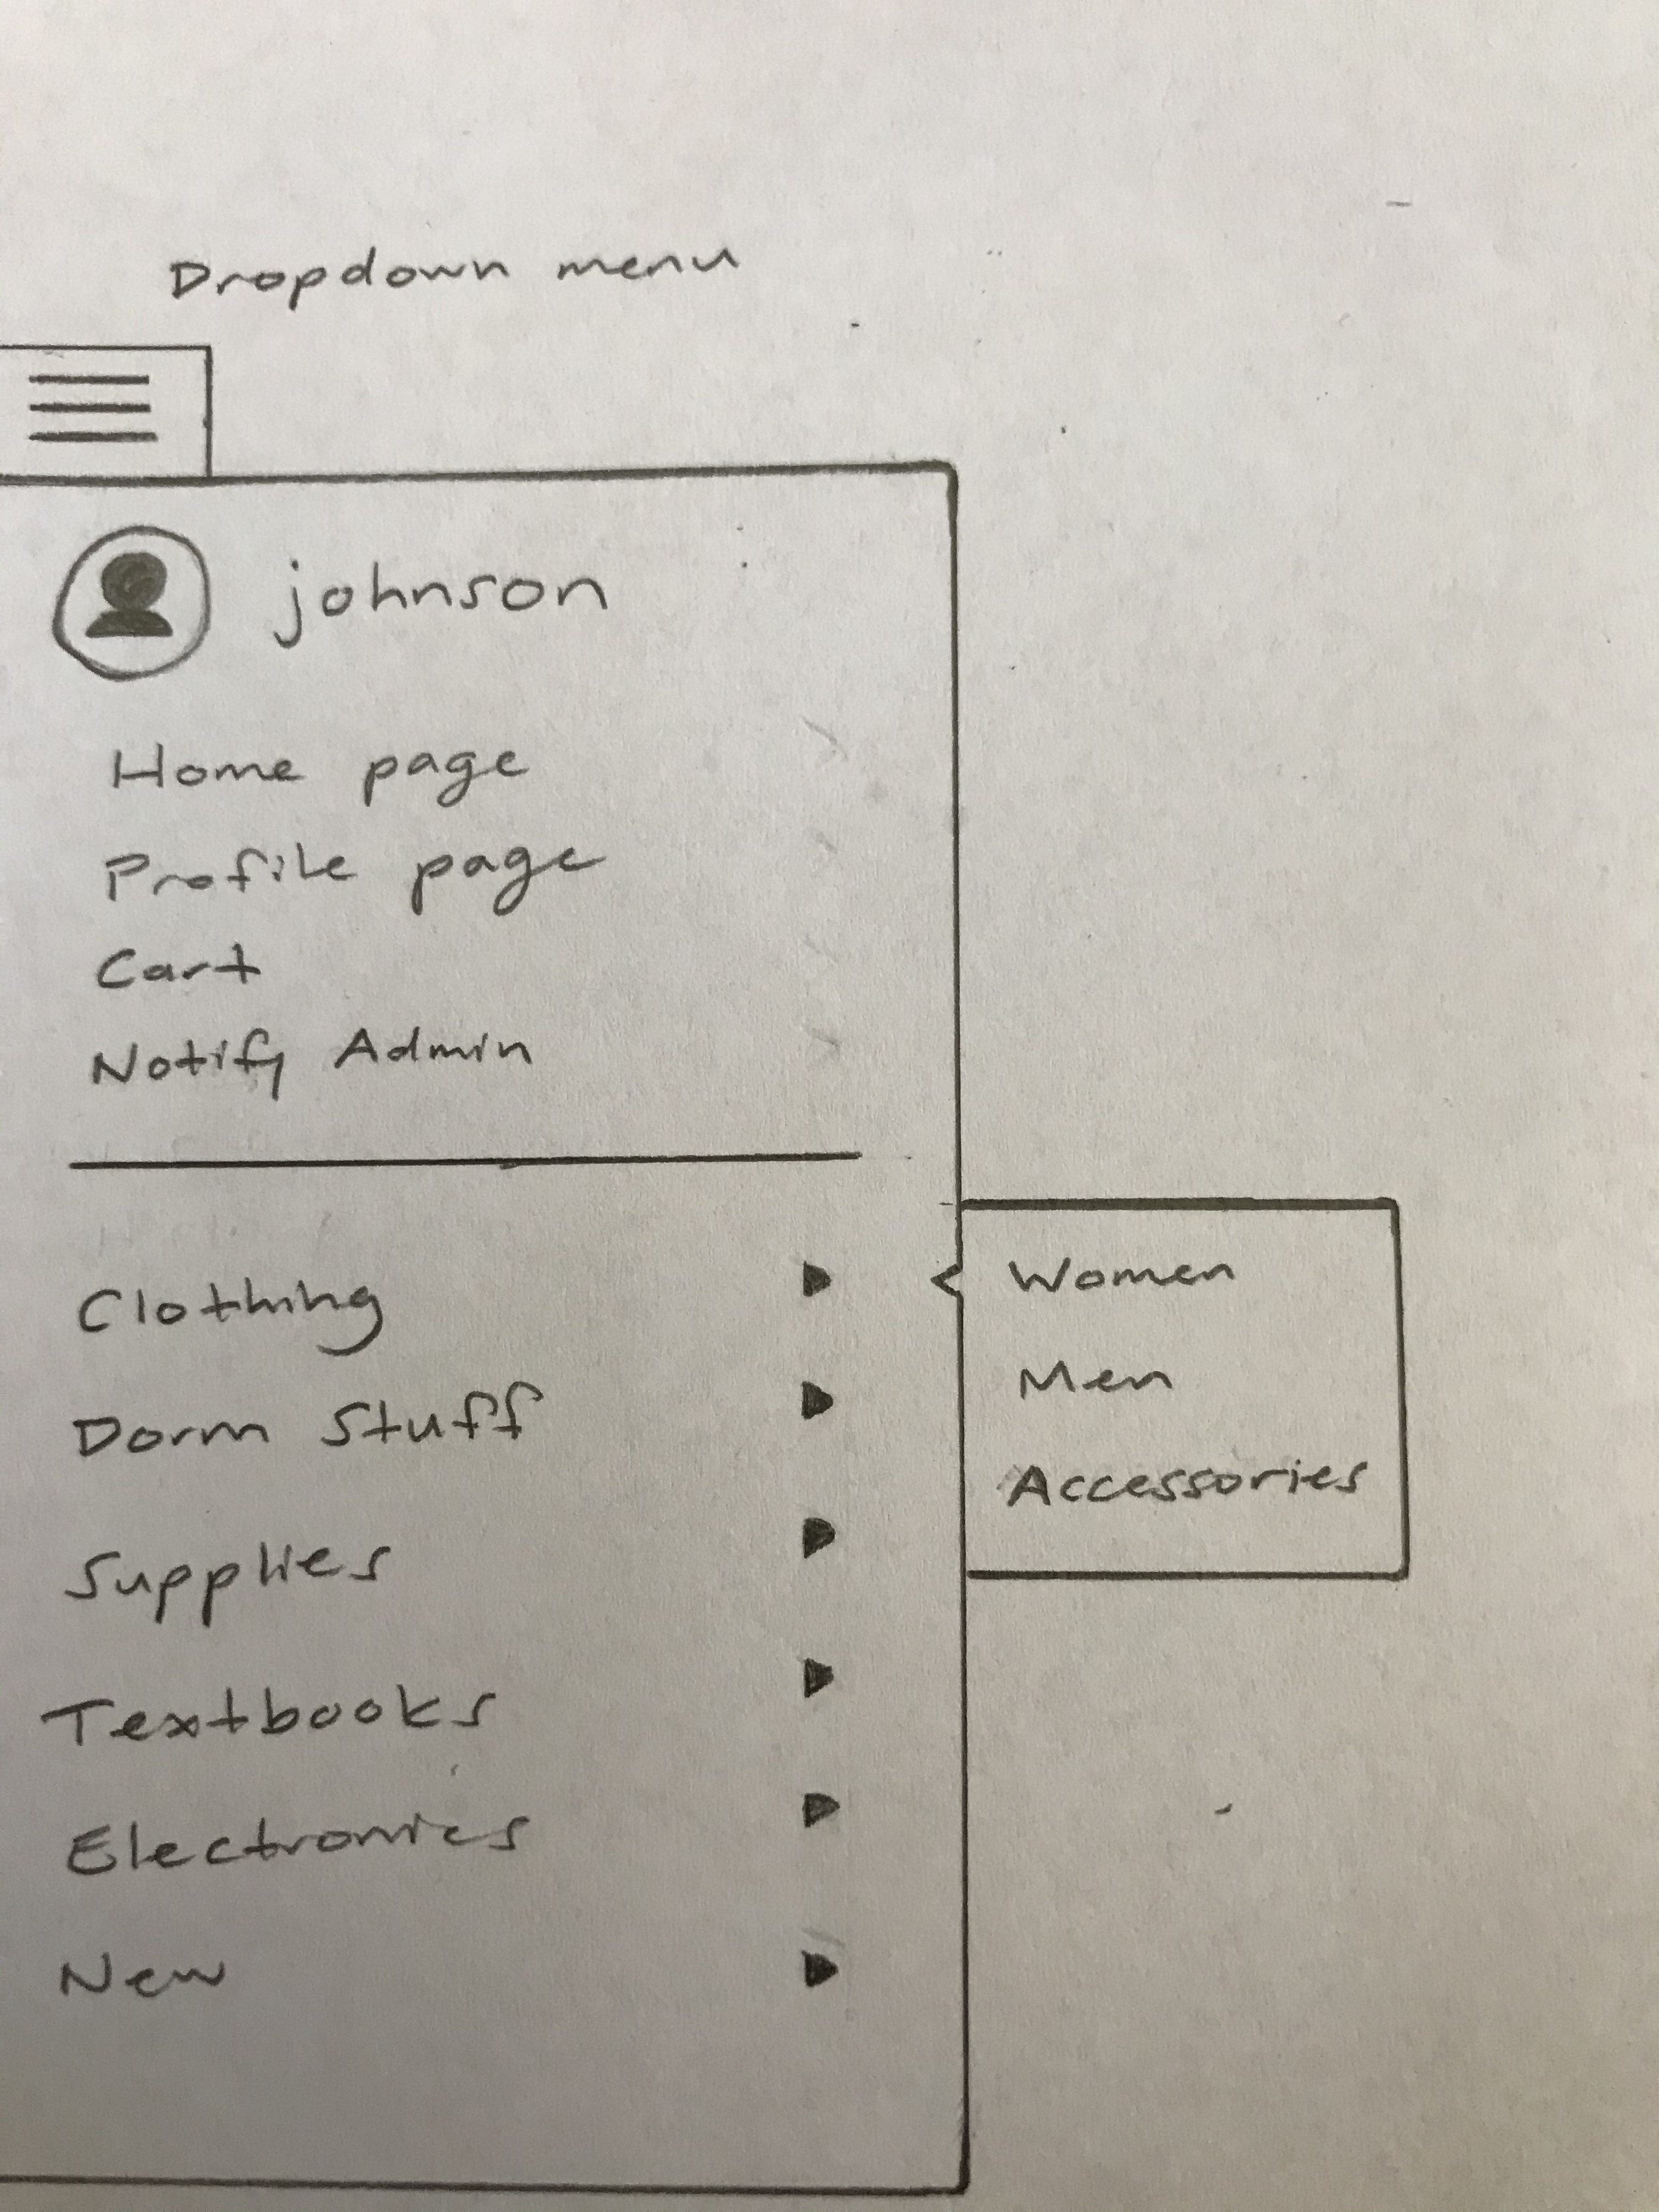 Dropdown menu
johnson
Home page
Profile page
Cart
Notify Admin
Clothing
Women
Men
Accessories
Dorm Stuff
Supplies
Textbooks
Electronics
New